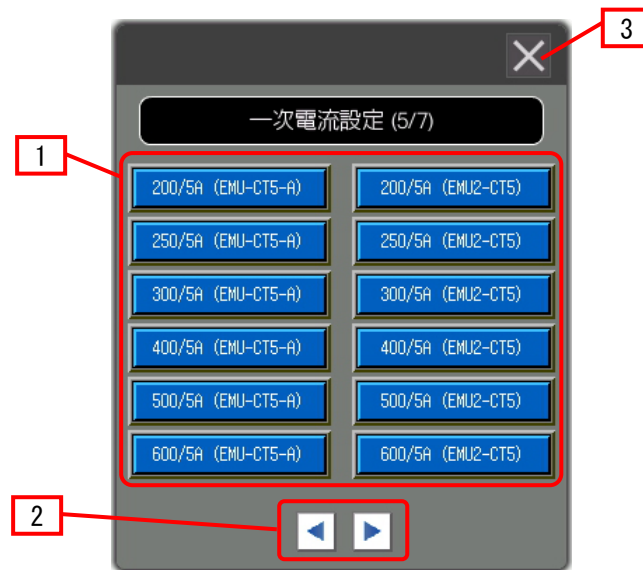 3
一次電流設定 (5/7)
1
200/5A (EMU-CT5-A) 200/5A (EMU2-CT5)
250/5A (EMU-CT5-A) 250/5A (EMU2-CT5)
300/5A (EMU-CT5-A) 300/5A (EMU2-CT5)
400/5A (EMU-CT5-A) 400/5A (EMU2-CT5)
500/5A (EMU-CT5-A) 500/5A (EMU2-CT5)
600/5A (EMU-CT5-A) 600/5A (EMU2-CT5)
2